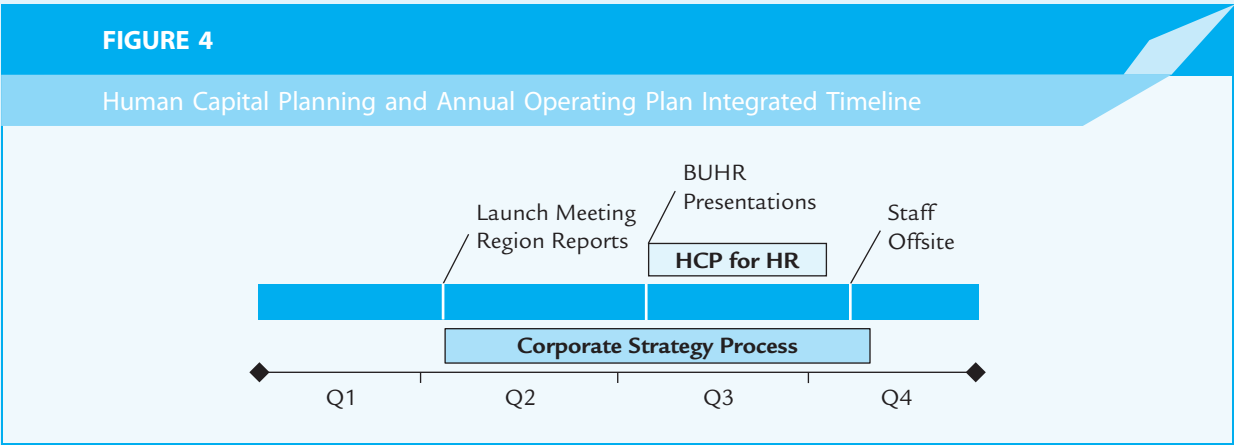 FIGURE 4
Human Capital Planning and Annual Operating Plan Integrated Timeline
Launch Meeting
Region Reports
BUHR
Presentations
Staff
Offsite
HCP for HR
Corporate Strategy Process
Q1
Q2
Q3
Q4